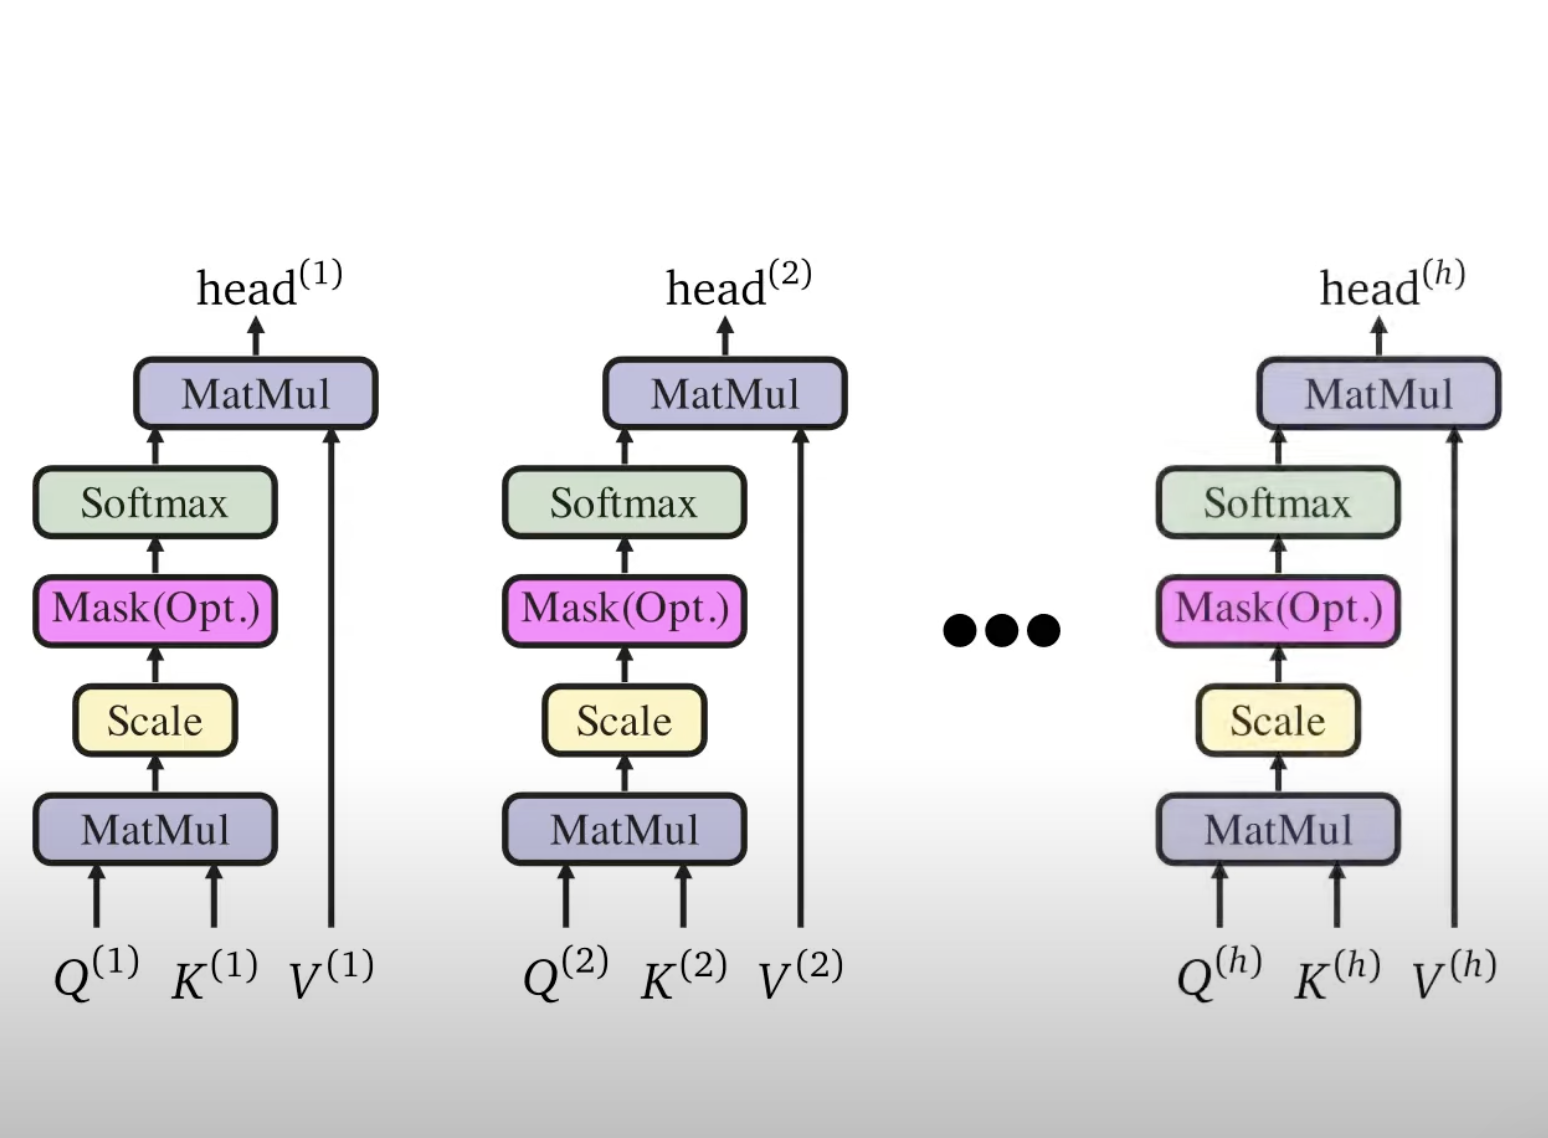 head⁽¹⁾ head⁽²⁾ head⁽ʰ⁾
MatMul MatMul MatMul
Softmax Softmax Softmax
Mask(Opt.) Mask(Opt.) Mask(Opt.)
Scale Scale Scale
MatMul MatMul MatMul
Q⁽¹⁾ K⁽¹⁾ V⁽¹⁾ Q⁽²⁾ K⁽²⁾ V⁽²⁾ Q⁽ʰ⁾ K⁽ʰ⁾ V⁽ʰ⁾